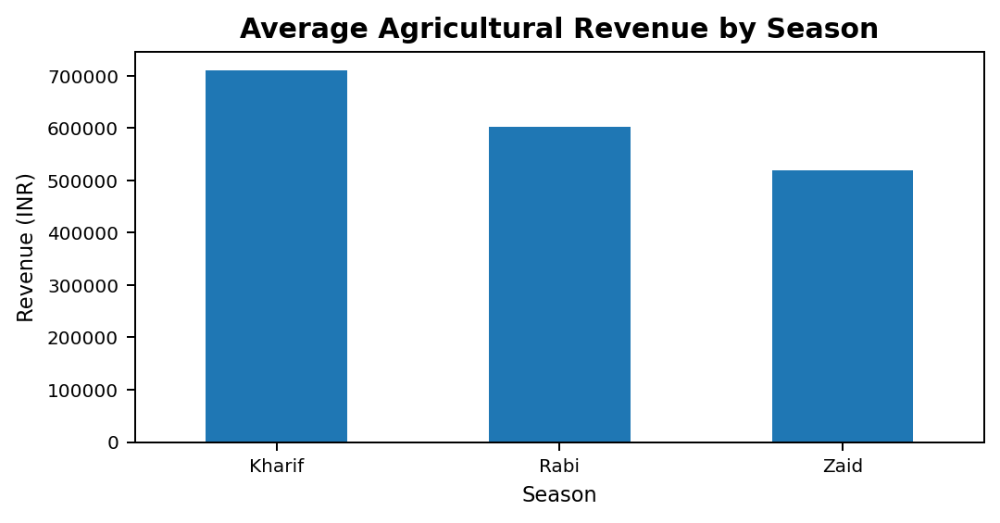 Average Agricultural Revenue by Season
Revenue (INR)
700000
600000
500000
400000
300000
200000
100000
0
Kharif
Rabi
Zaid
Season